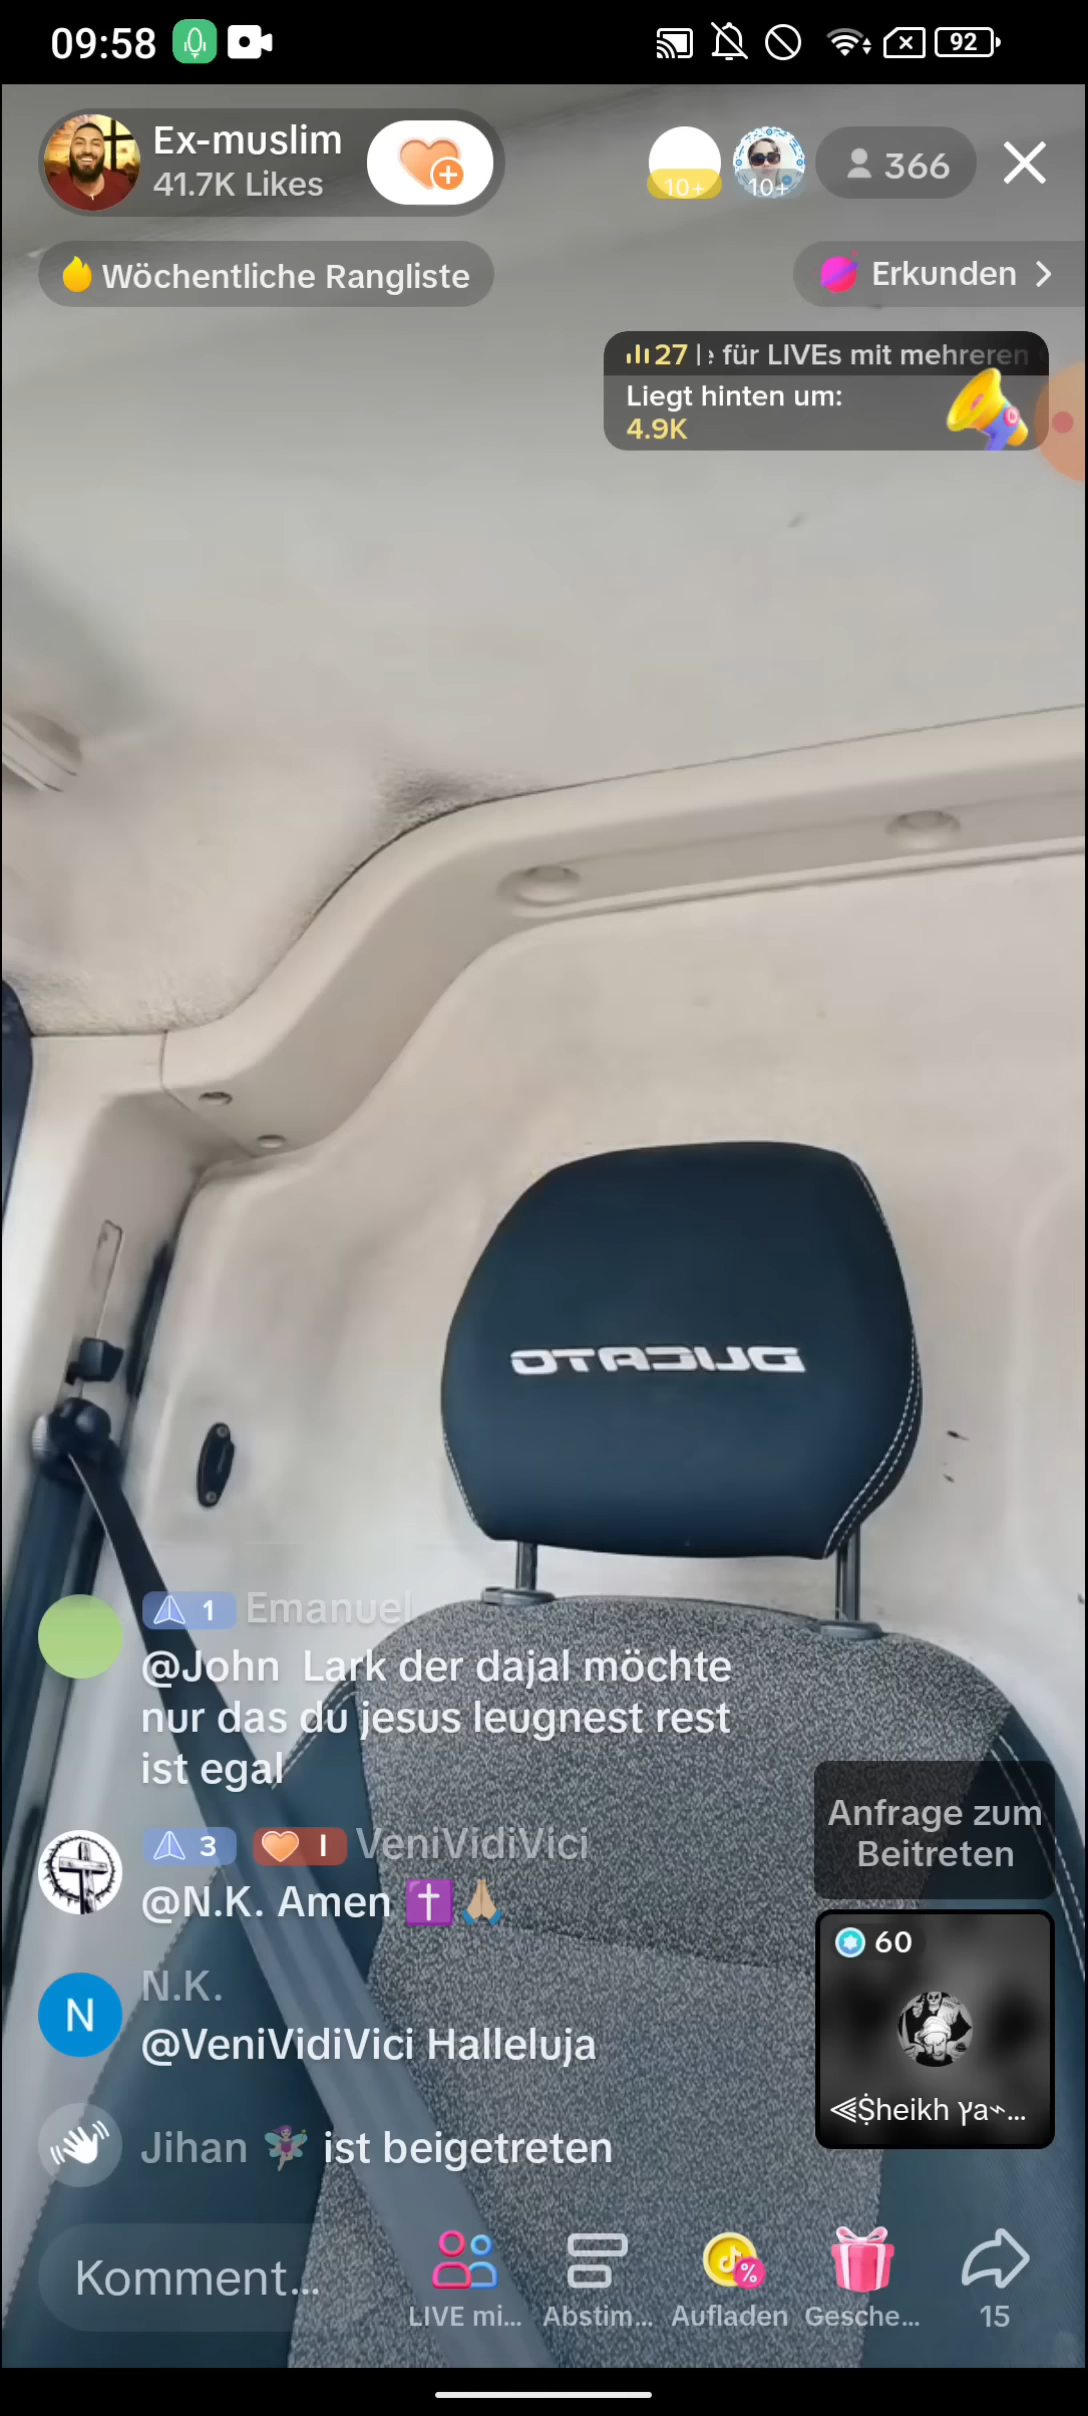 09:58
92
Ex-muslim
41.7K Likes
10+
10+
366
Wöchentliche Rangliste
Erkunden >
27 | für LIVEs mit mehreren
Liegt hinten um:
4.9K
DUCATO
1 Emanuel
@John Lark der dajal möchte
nur das du jesus leugnest rest
ist egal
3 I VeniVidiVici
@N.K. Amen ✝️🙏🏼
Anfrage zum
Beitreten
60
N
N.K.
@VeniVidiVici Halleluja
Jihan 🧚🏽‍♀️ ist beigetreten
Komment...
LIVE mi...
Abstim...
Aufladen
Gesche...
15